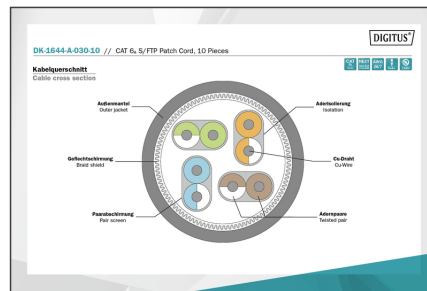 DIGITUS®
DK-1644-A-030-10 // CAT 6A S/FTP Patch Cord, 10 Pieces
Kabelquerschnitt
Cable cross section
Außenmantel
Outer jacket
Aderisolierung
Isolation
Geflechtschirmung
Braid shield
Cu-Draht
Cu-Wire
Paarabschirmung
Pair screen
Adernpaare
Twisted pair